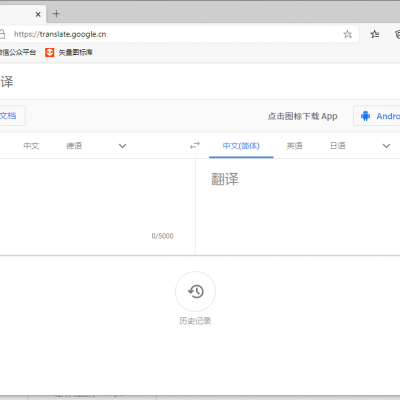 https://translate.google.cn
信公众平台 矢量图标库
译
文档 点击图标下载 App Andro
中文 德语 中文(简体) 英语 日语
翻译
0/5000
历史记录